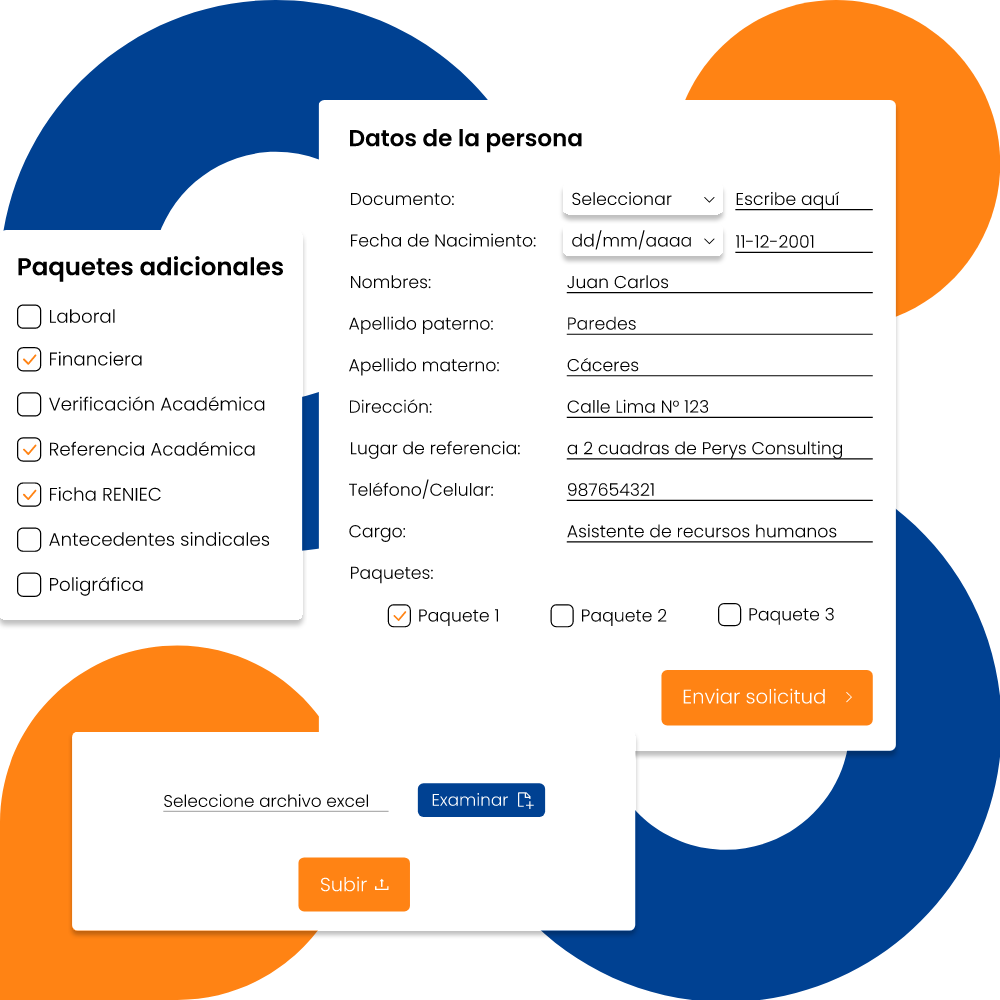 Datos de la persona
Documento: Seleccionar Escribe aquí
Fecha de Nacimiento: dd/mm/aaaa 11-12-2001
Nombres: Juan Carlos
Apellido paterno: Paredes
Apellido materno: Cáceres
Dirección: Calle Lima Nº 123
Lugar de referencia: a 2 cuadras de Perys Consulting
Teléfono/Celular: 987654321
Cargo: Asistente de recursos humanos
Paquetes:
Paquete 1 Paquete 2 Paquete 3
Enviar solicitud
Paquetes adicionales
Laboral
Financiera
Verificación Académica
Referencia Académica
Ficha RENIEC
Antecedentes sindicales
Poligráfica
Seleccione archivo excel Examinar
Subir